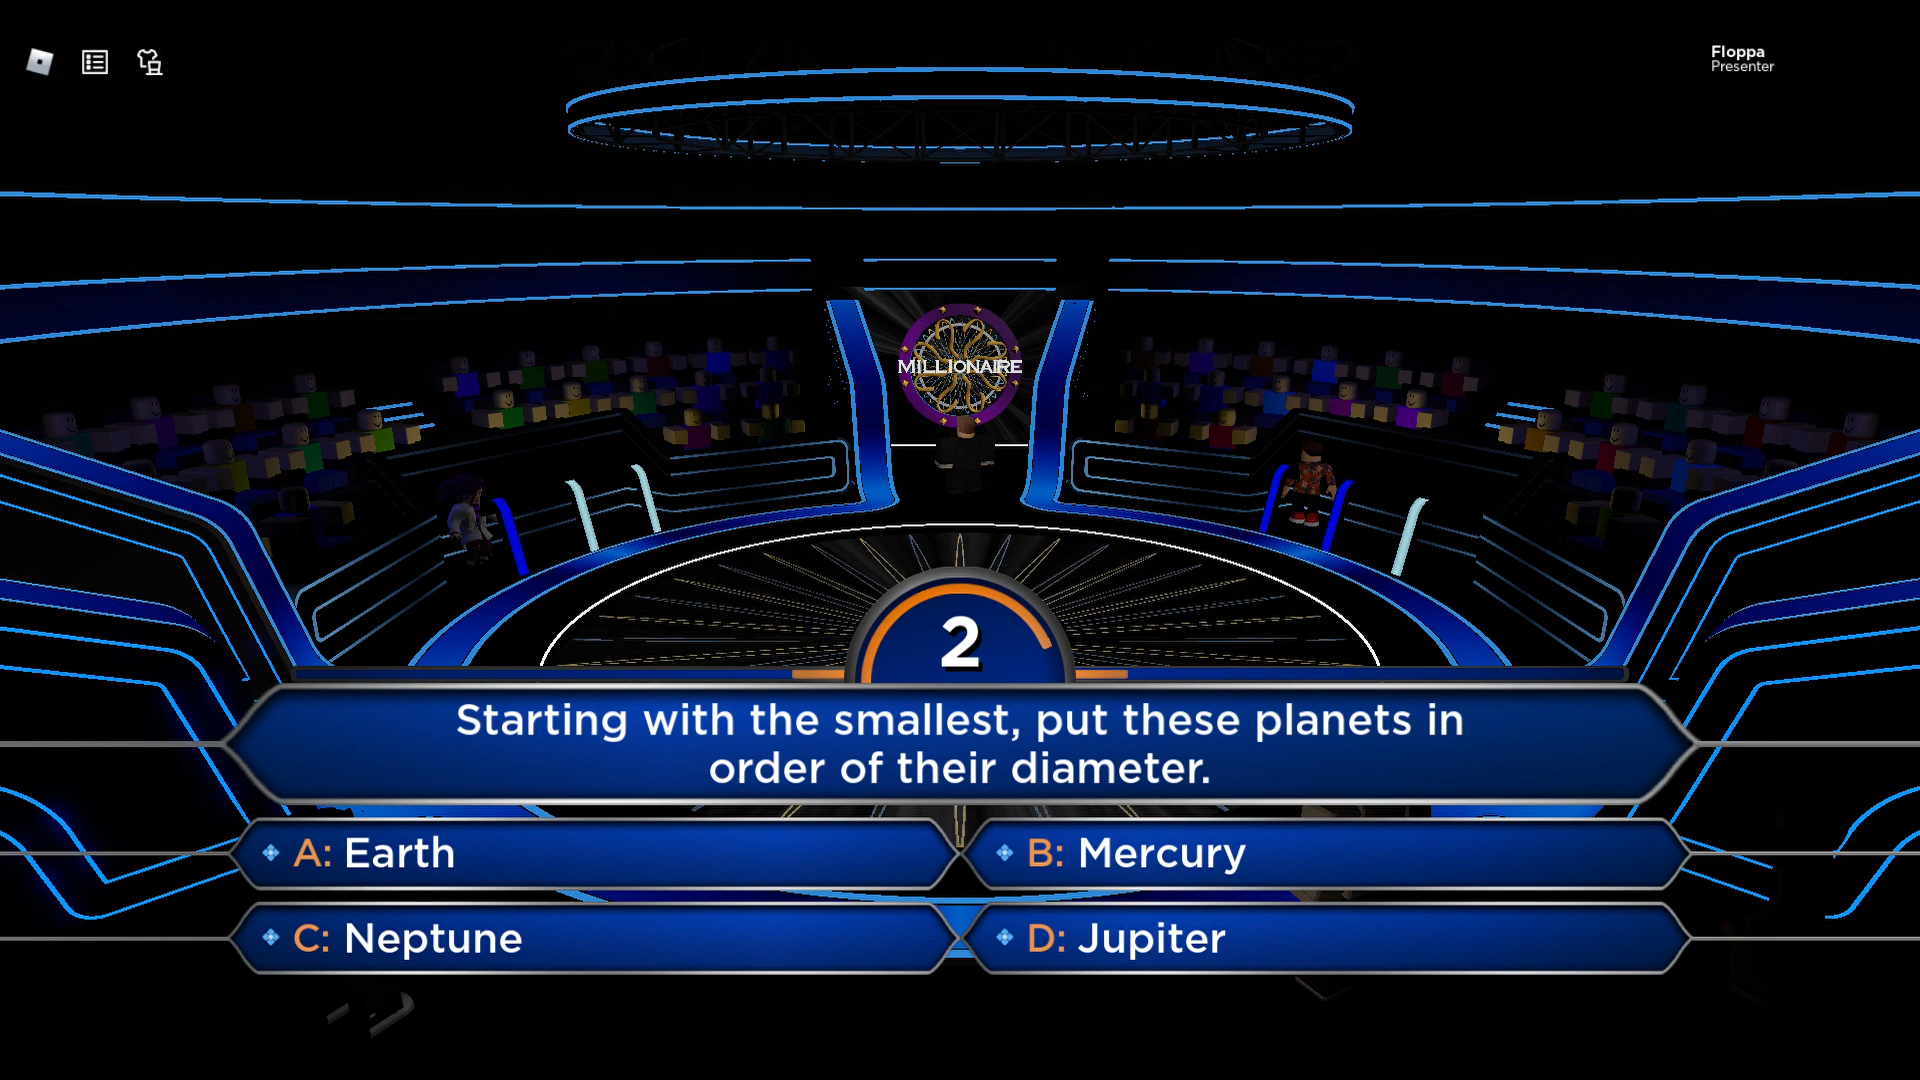 Floppa
Presenter
MILLIONAIRE
2
Starting with the smallest, put these planets in
order of their diameter.
A: Earth
B: Mercury
C: Neptune
D: Jupiter